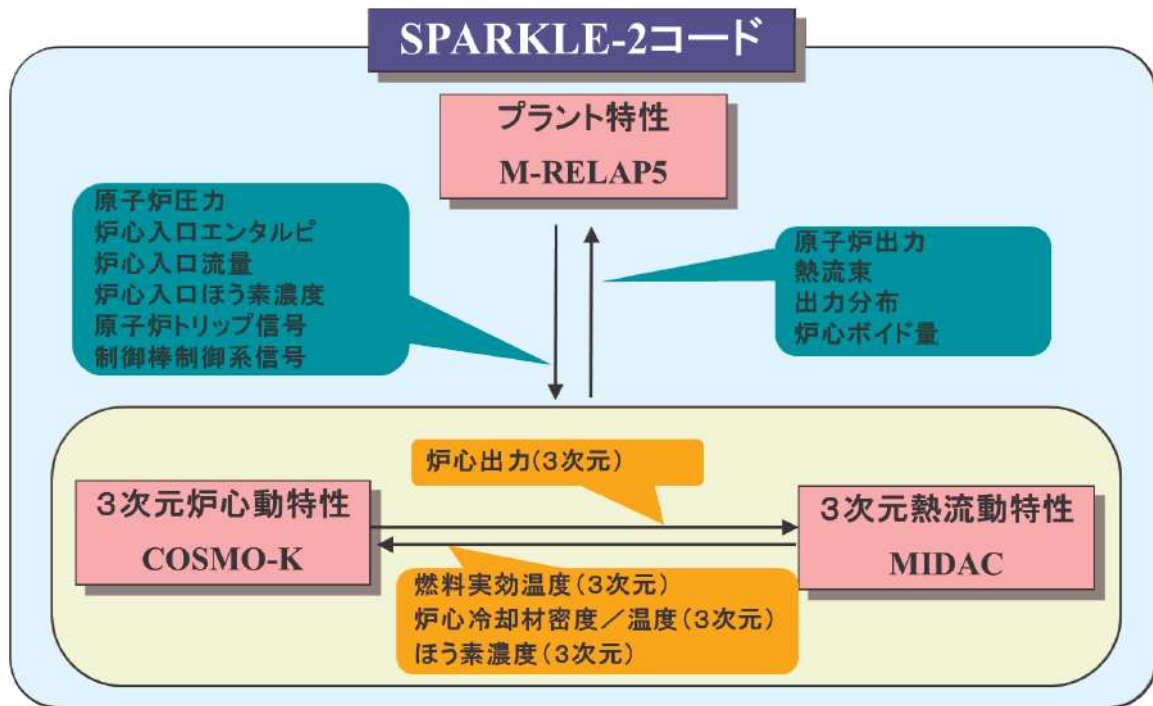 SPARKLE-2コード
プラント特性
M-RELAP5
原子炉圧力
炉心入口エンタルピ
炉心入口流量
炉心入口ほう素濃度
原子炉トリップ信号
制御棒制御系信号
原子炉出力
熱流束
出力分布
炉心ボイド量
炉心出力(3次元)
3次元炉心動特性
COSMO-K
3次元熱流動特性
MIDAC
燃料実効温度(3次元)
炉心冷却材密度/温度(3次元)
ほう素濃度(3次元)